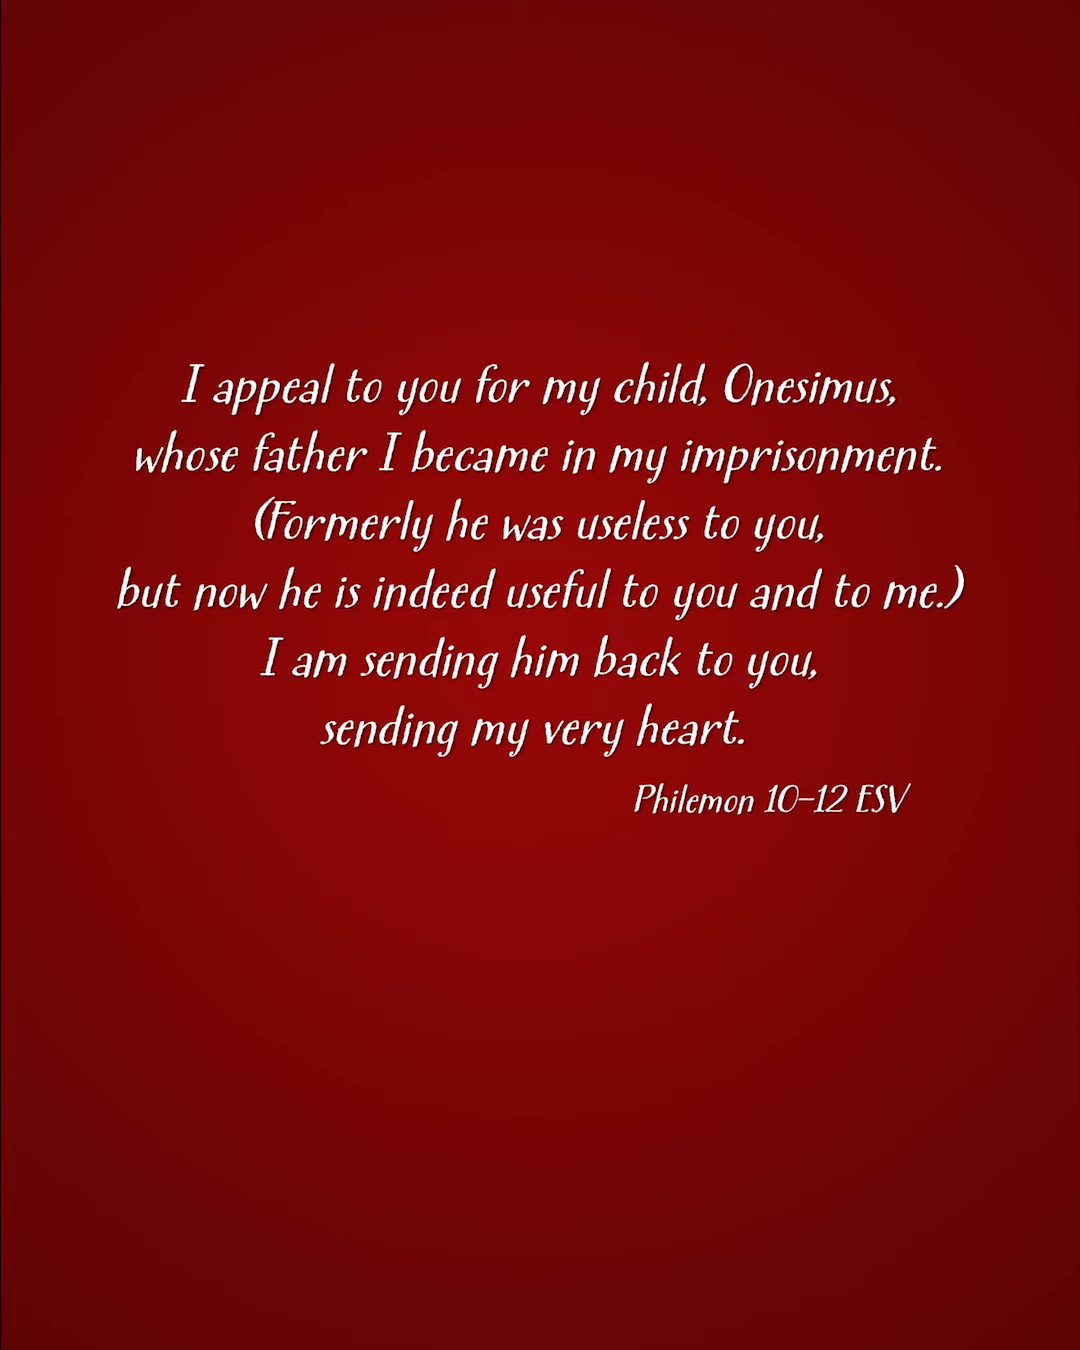 I appeal to you for my child, Onesimus,
whose father I became in my imprisonment.
(Formerly he was useless to you,
but now he is indeed useful to you and to me.)
I am sending him back to you,
sending my very heart.
Philemon 10–12 ESV